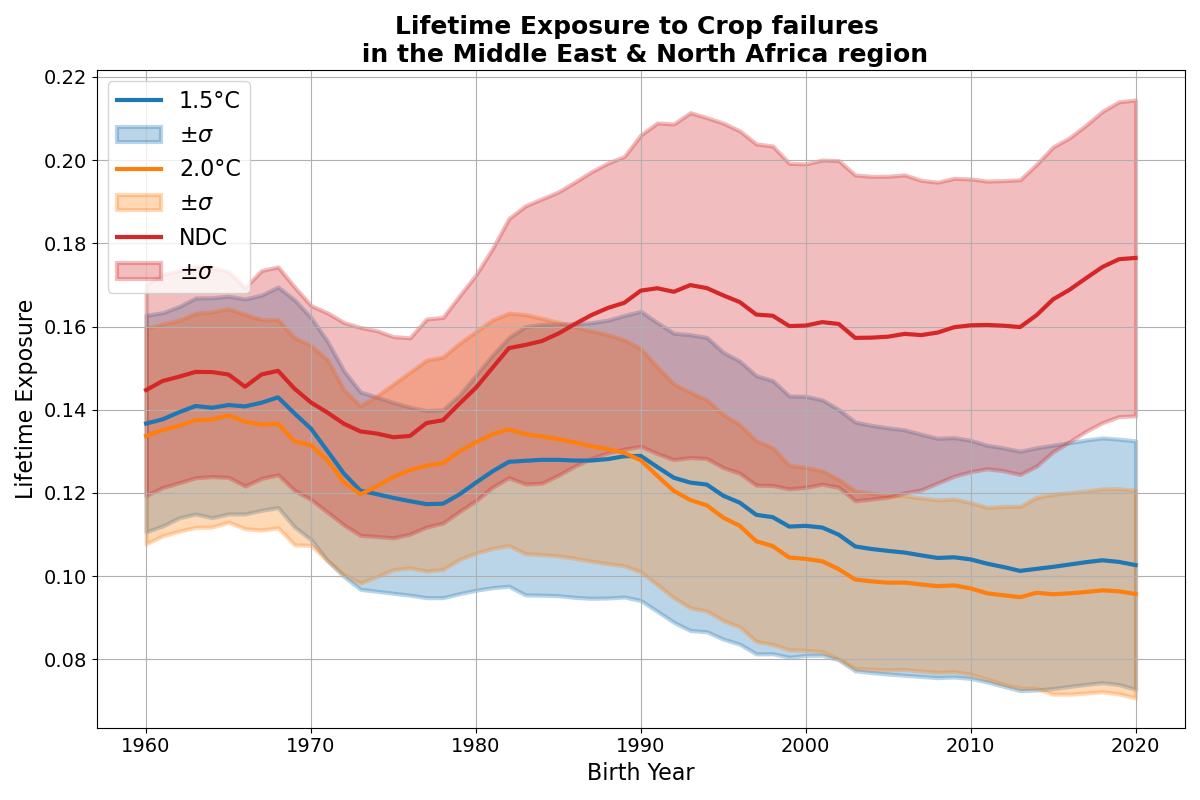 Lifetime Exposure to Crop failures
in the Middle East & North Africa region
0.22
0.20
0.18
0.16
0.14
0.12
0.10
0.08
Lifetime Exposure
1.5°C
±σ
2.0°C
±σ
NDC
±σ
1960 1970 1980 1990 2000 2010 2020
Birth Year